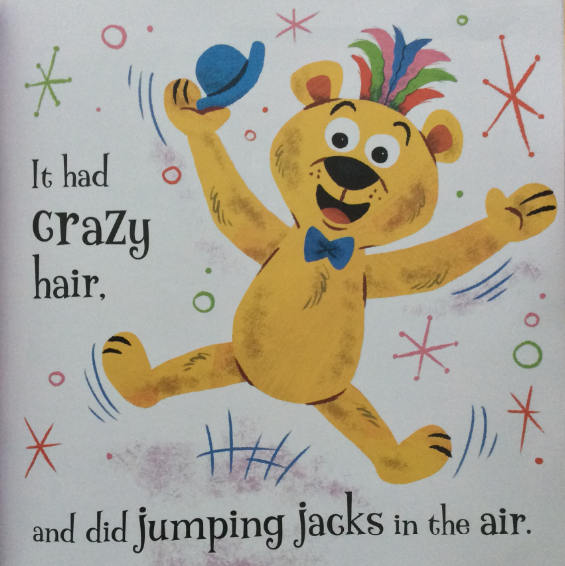 It had
crazy
hair,
and did jumping jacks in the air.